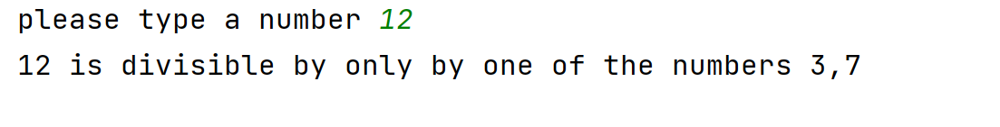 please type a number 12
12 is divisible by only by one of the numbers 3,7